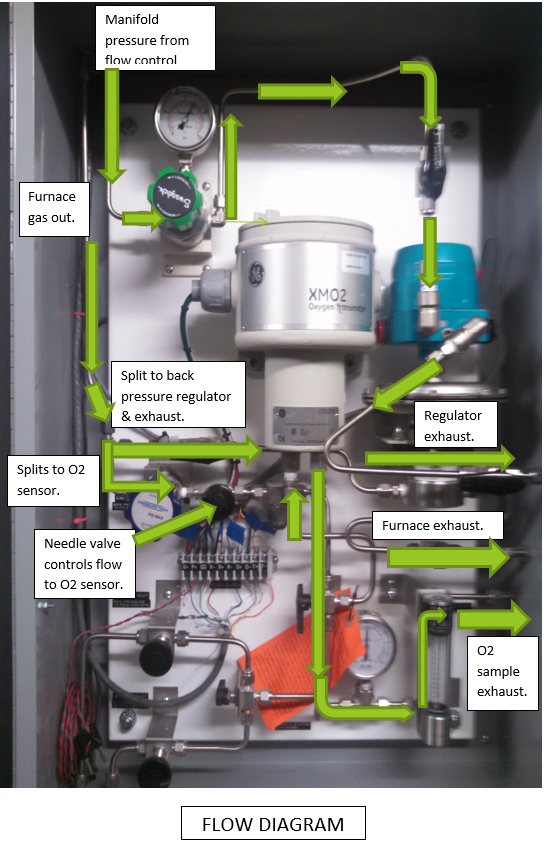 Manifold
pressure from
flow control
Furnace
gas out.
Swagelok
GE
XMO2
Oxygen Transmitter
Split to back
pressure regulator
& exhaust.
Regulator
exhaust.
Splits to O2
sensor.
Furnace exhaust.
Needle valve
controls flow
to O2 sensor.
O2
sample
exhaust.
FLOW DIAGRAM